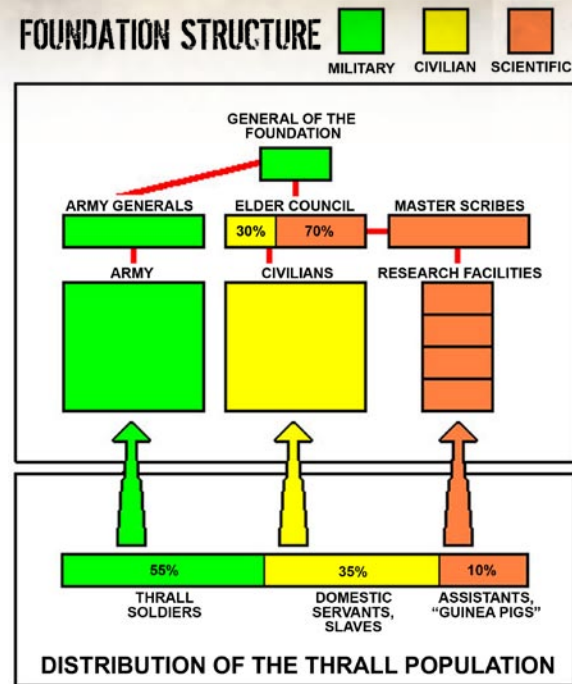 FOUNDATION STRUCTURE
MILITARY CIVILIAN SCIENTIFIC
GENERAL OF THE
FOUNDATION
ARMY GENERALS ELDER COUNCIL MASTER SCRIBES
30% 70%
ARMY CIVILIANS RESEARCH FACILITIES
55% 35% 10%
THRALL
SOLDIERS
DOMESTIC
SERVANTS,
SLAVES
ASSISTANTS,
“GUINEA PIGS”
DISTRIBUTION OF THE THRALL POPULATION